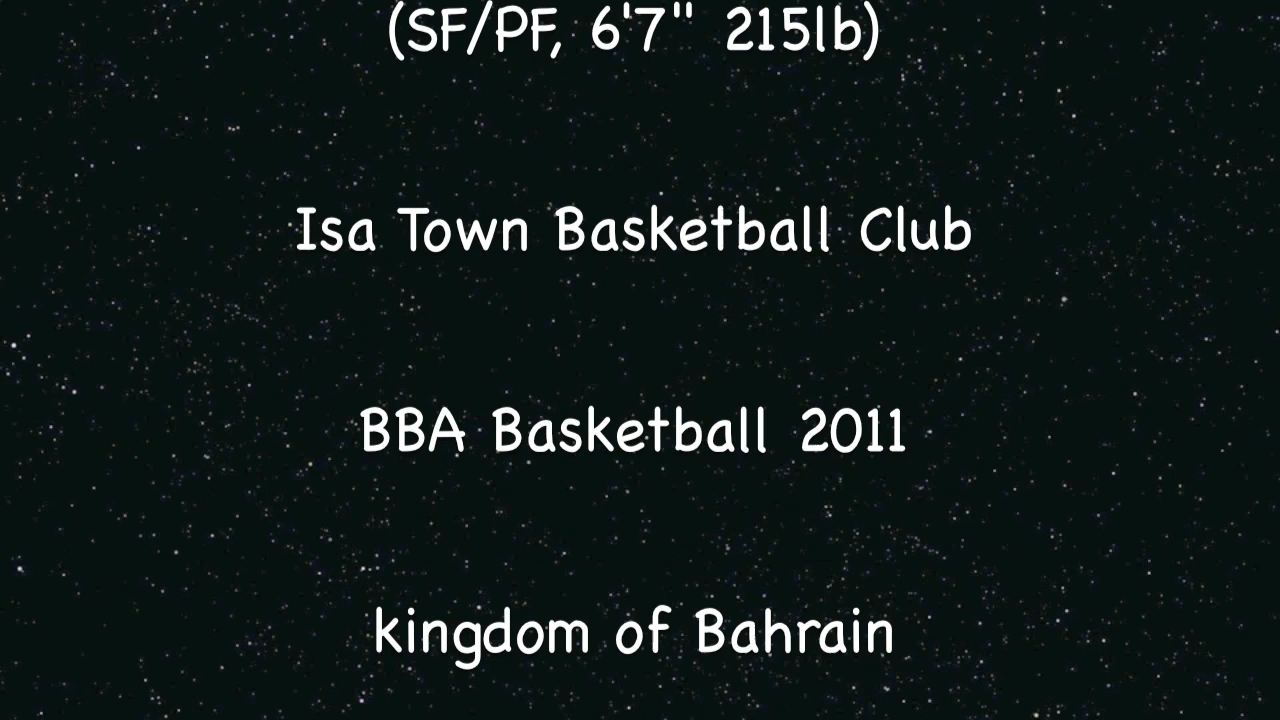 (SF/PF, 6'7" 215lb)
Isa Town Basketball Club
BBA Basketball 2011
kingdom of Bahrain